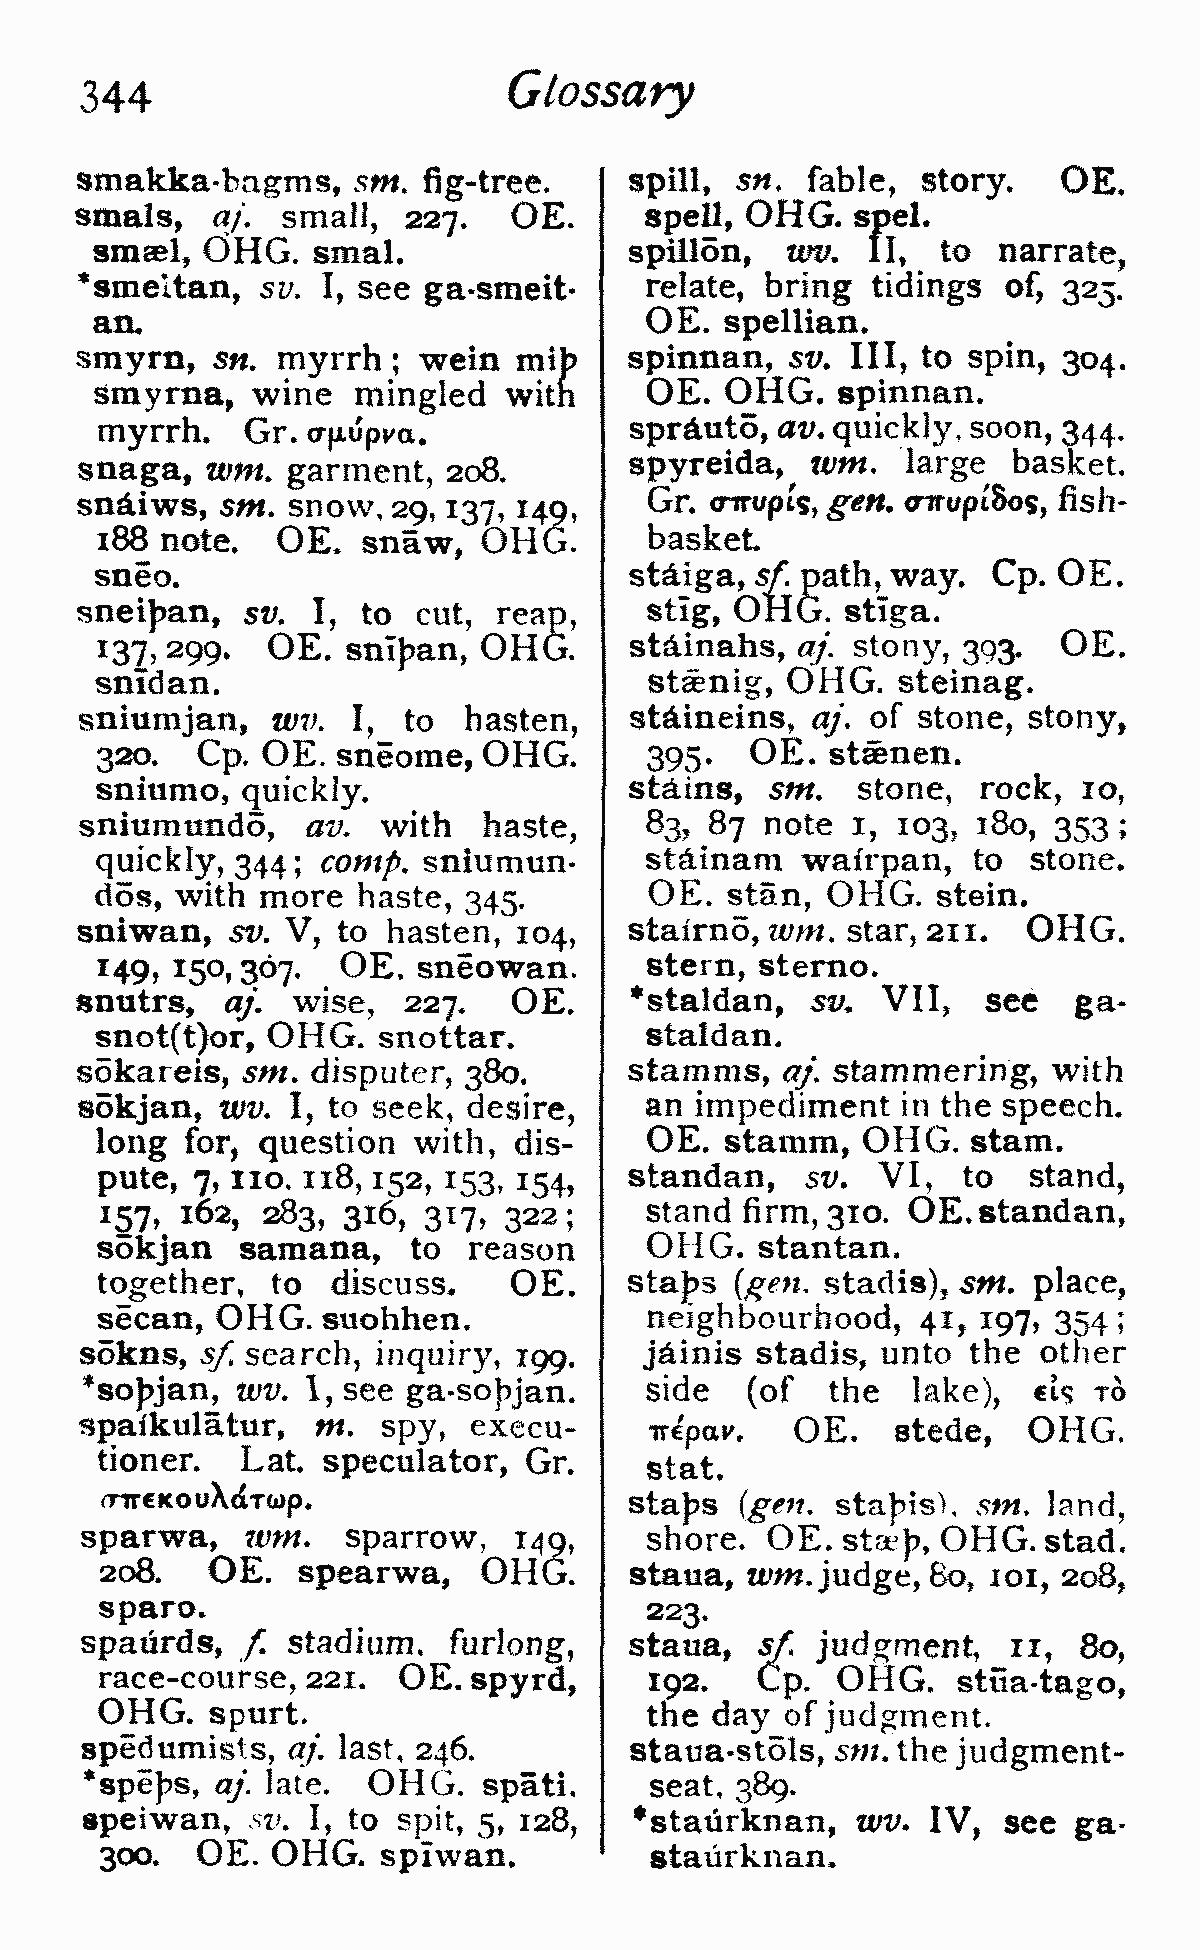 344 Glossary
smakka-bagms, sm. fig-tree.
smals, aj. small, 227. OE.
smæl, OHG. smal.
*smeitan, sv. I, see ga-smeit-
an.
smyrn, sn. myrrh; wein miþ
smyrna, wine mingled with
myrrh. Gr. σμύρνα.
snaga, wm. garment, 208.
snáiws, sm. snow, 29, 137, 149,
188 note. OE. snāw, OHG.
snēo.
sneiþan, sv. I, to cut, reap,
137, 299. OE. snīþan, OHG.
snīdan.
sniumjan, wv. I, to hasten,
320. Cp. OE. snēome, OHG.
sniumo, quickly.
sniumundō, av. with haste,
quickly, 344; comp. sniumun-
dōs, with more haste, 345.
sniwan, sv. V, to hasten, 104,
149, 150, 307. OE. snēowan.
snutrs, aj. wise, 227. OE.
snot(t)or, OHG. snottar.
sōkareis, sm. disputer, 380.
sōkjan, wv. I, to seek, desire,
long for, question with, dis-
pute, 7, 110. 118, 152, 153, 154,
157, 162, 283, 316, 317, 322;
sōkjan samana, to reason
together, to discuss. OE.
sēcan, OHG. suohhen.
sōkns, sf. search, inquiry, 199.
*soþjan, wv. I, see ga-soþjan.
spaíkulātur, m. spy, execu-
tioner. Lat. speculator, Gr.
σπεκουλάτωρ.
sparwa, wm. sparrow, 149,
208. OE. spearwa, OHG.
sparo.
spaúrds, f. stadium, furlong,
race-course, 221. OE. spyrd,
OHG. spurt.
spēdumists, aj. last, 246.
*spēþs, aj. late. OHG. spāti.
speiwan, sv. I, to spit, 5, 128,
300. OE. OHG. spīwan.
spill, sn. fable, story. OE.
spell, OHG. spel.
spillōn, wv. II, to narrate,
relate, bring tidings of, 325.
OE. spellian.
spinnan, sv. III, to spin, 304.
OE. OHG. spinnan.
spráutō, av. quickly, soon, 344.
spyreida, wm. large basket.
Gr. σπυρίς, gen. σπυρίδος, fish-
basket.
stáiga, sf. path, way. Cp. OE.
stīg, OHG. stīga.
stáinahs, aj. stony, 393. OE.
stǣnig, OHG. steinag.
stáineins, aj. of stone, stony,
395. OE. stǣnen.
stáins, sm. stone, rock, 10,
83, 87 note 1, 103, 180, 353;
stáinam waírpan, to stone.
OE. stān, OHG. stein.
staírnō, wm. star, 211. OHG.
stern, sterno.
*staldan, sv. VII, see ga-
staldan.
stamms, aj. stammering, with
an impediment in the speech.
OE. stamm, OHG. stam.
standan, sv. VI, to stand,
stand firm, 310. OE. standan,
OHG. stantan.
staþs (gen. stadis), sm. place,
neighbourhood, 41, 197, 354;
jáinis stadis, unto the other
side (of the lake), εἰς τὸ
πέραν. OE. stede, OHG.
stat.
staþs (gen. staþis), sm. land,
shore. OE. stæþ, OHG. stad.
staua, wm. judge, 80, 101, 208,
223.
staua, sf. judgment, 11, 80,
192. Cp. OHG. stūa-tago,
the day of judgment.
staua-stōls, sm. the judgment-
seat, 389.
*staúrknan, wv. IV, see ga-
staúrknan.